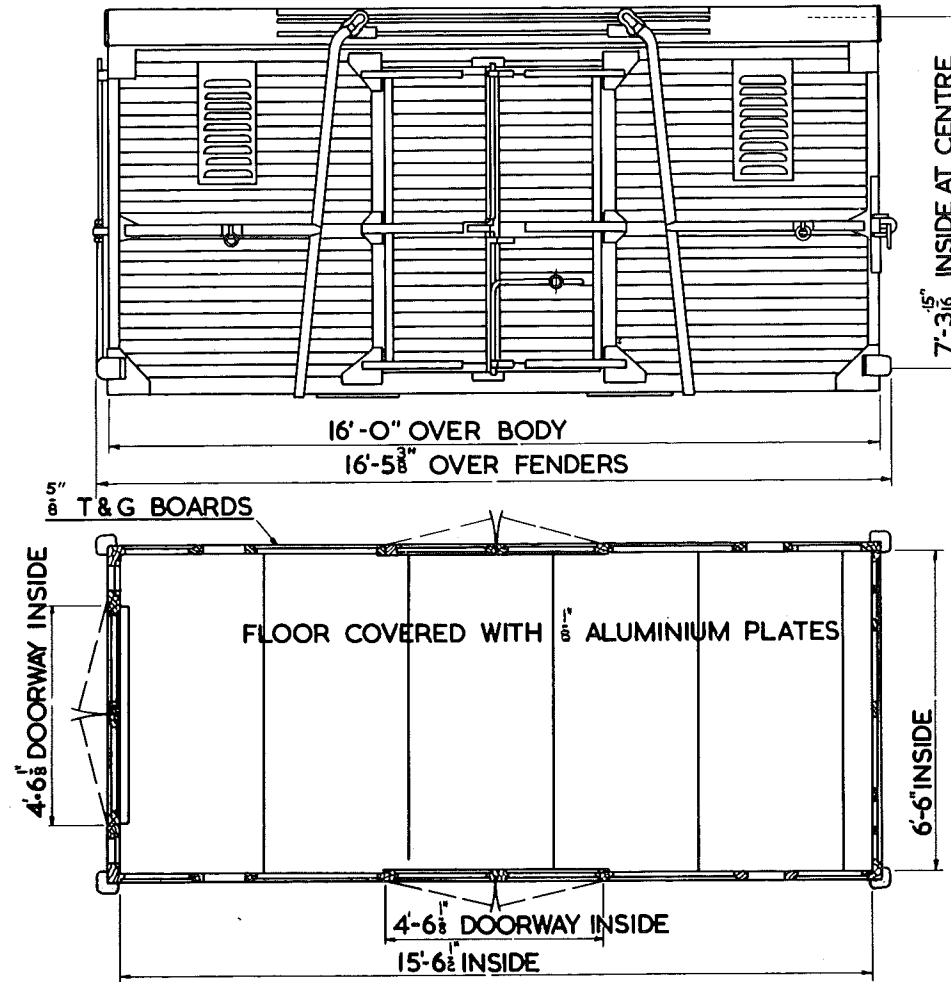 7'-3 15/16" INSIDE AT CENTRE
16'-0" OVER BODY
16'-5 3/8" OVER FENDERS
5/8" T & G BOARDS
4'-6 1/8" DOORWAY INSIDE
FLOOR COVERED WITH 1/8" ALUMINIUM PLATES
6'-6" INSIDE
4'-6 1/8" DOORWAY INSIDE
15'-6 1/2" INSIDE